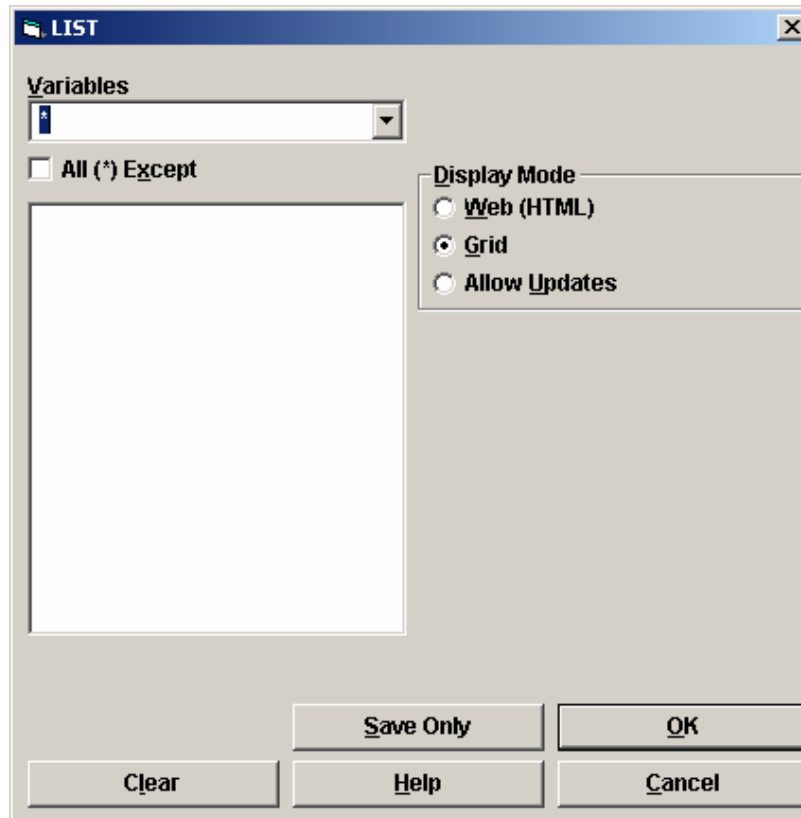 LIST
Variables
*
All (*) Except
Display Mode
Web (HTML)
Grid
Allow Updates
Save Only
OK
Clear
Help
Cancel